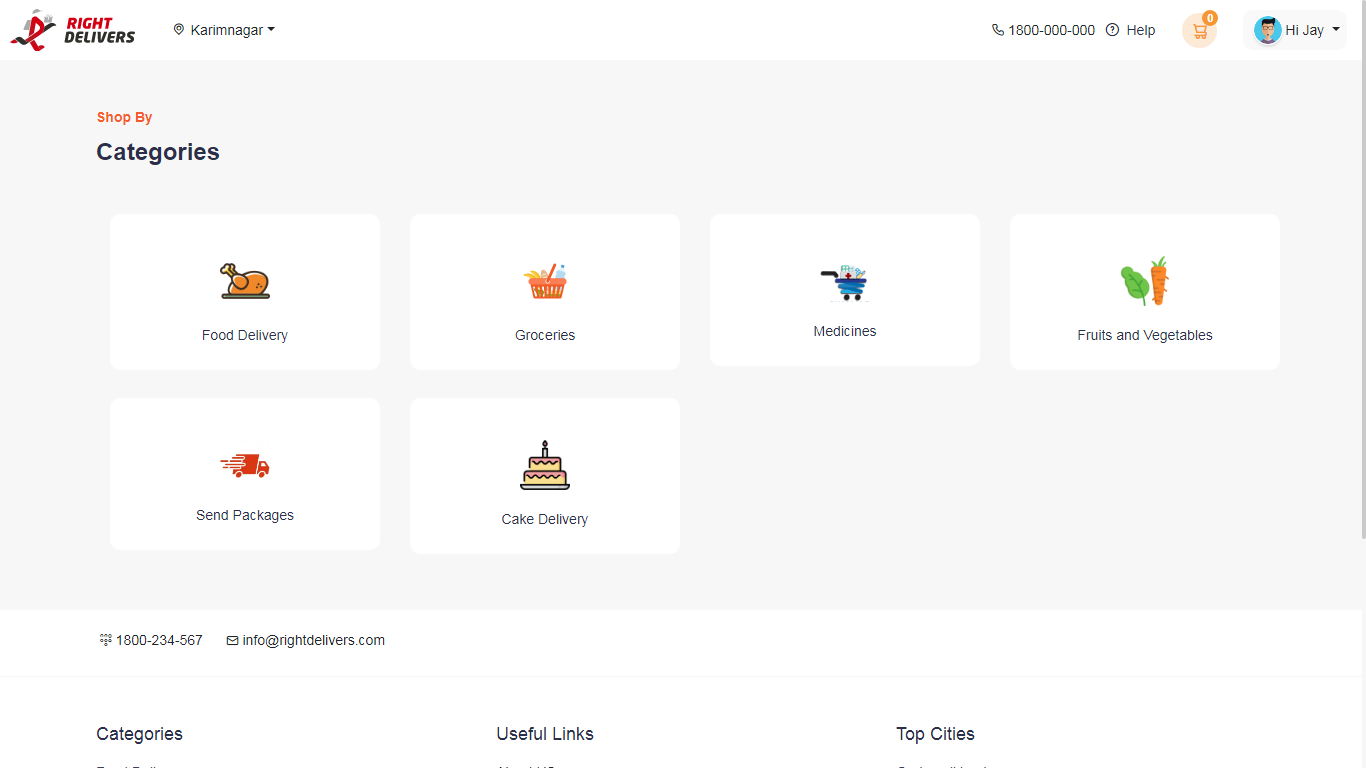 RIGHT
DELIVERS
Karimnagar
1800-000-000
Help
0
Hi Jay
Shop By
Categories
Food Delivery
Groceries
Medicines
Fruits and Vegetables
Send Packages
Cake Delivery
1800-234-567
info@rightdelivers.com
Categories
Useful Links
Top Cities